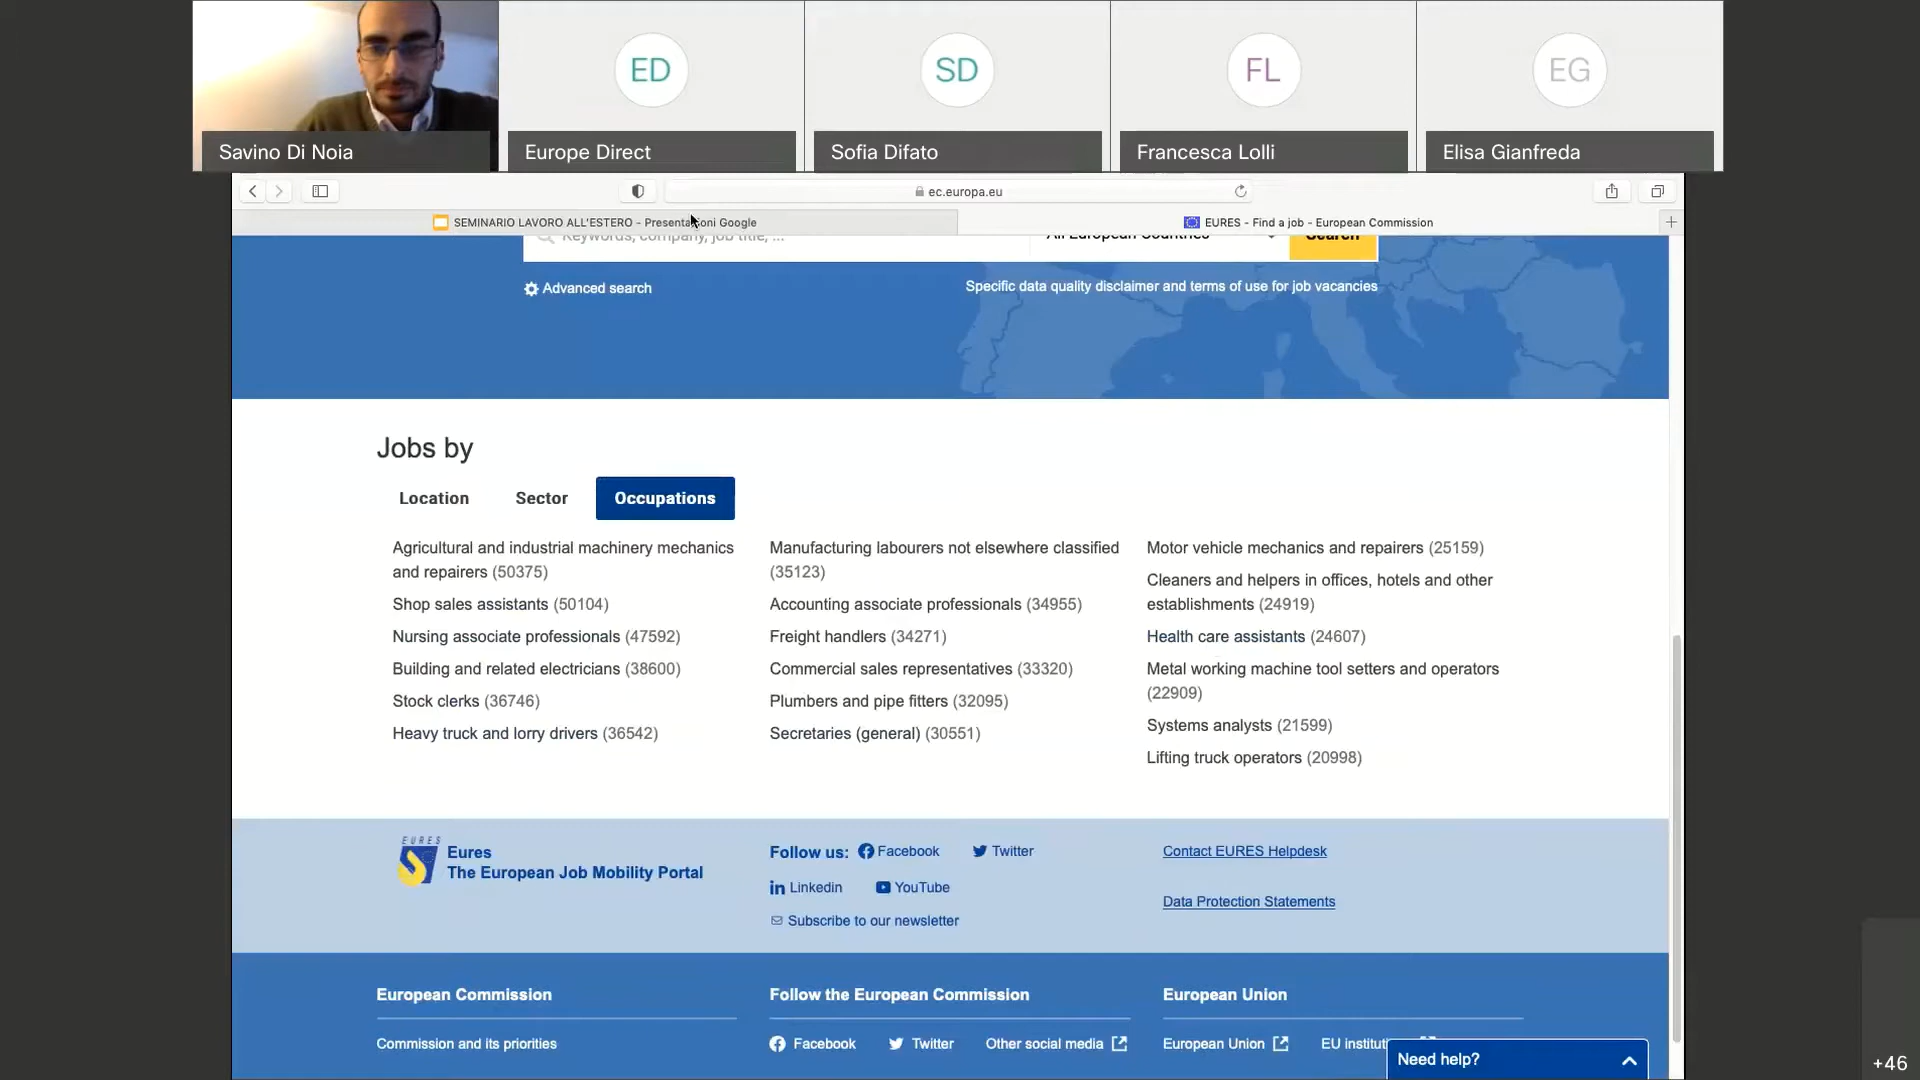 ED
SD
FL
EG
Savino Di Noia
Europe Direct
Sofia Difato
Francesca Lolli
Elisa Gianfreda
ec.europa.eu
SEMINARIO LAVORO ALL'ESTERO - Presentazioni Google
EURES - Find a job - European Commission
Keywords, company, job title, ...
All European Countries
Search
Advanced search
Specific data quality disclaimer and terms of use for job vacancies
Jobs by
Location
Sector
Occupations
Agricultural and industrial machinery mechanics
and repairers (50375)
Shop sales assistants (50104)
Nursing associate professionals (47592)
Building and related electricians (38600)
Stock clerks (36746)
Heavy truck and lorry drivers (36542)
Manufacturing labourers not elsewhere classified
(35123)
Accounting associate professionals (34955)
Freight handlers (34271)
Commercial sales representatives (33320)
Plumbers and pipe fitters (32095)
Secretaries (general) (30551)
Motor vehicle mechanics and repairers (25159)
Cleaners and helpers in offices, hotels and other
establishments (24919)
Health care assistants (24607)
Metal working machine tool setters and operators
(22909)
Systems analysts (21599)
Lifting truck operators (20998)
EURES
Eures
The European Job Mobility Portal
Follow us: Facebook Twitter
Linkedin YouTube
Subscribe to our newsletter
Contact EURES Helpdesk
Data Protection Statements
European Commission
Commission and its priorities
Follow the European Commission
Facebook Twitter Other social media
European Union
European Union EU
Need help?
+46